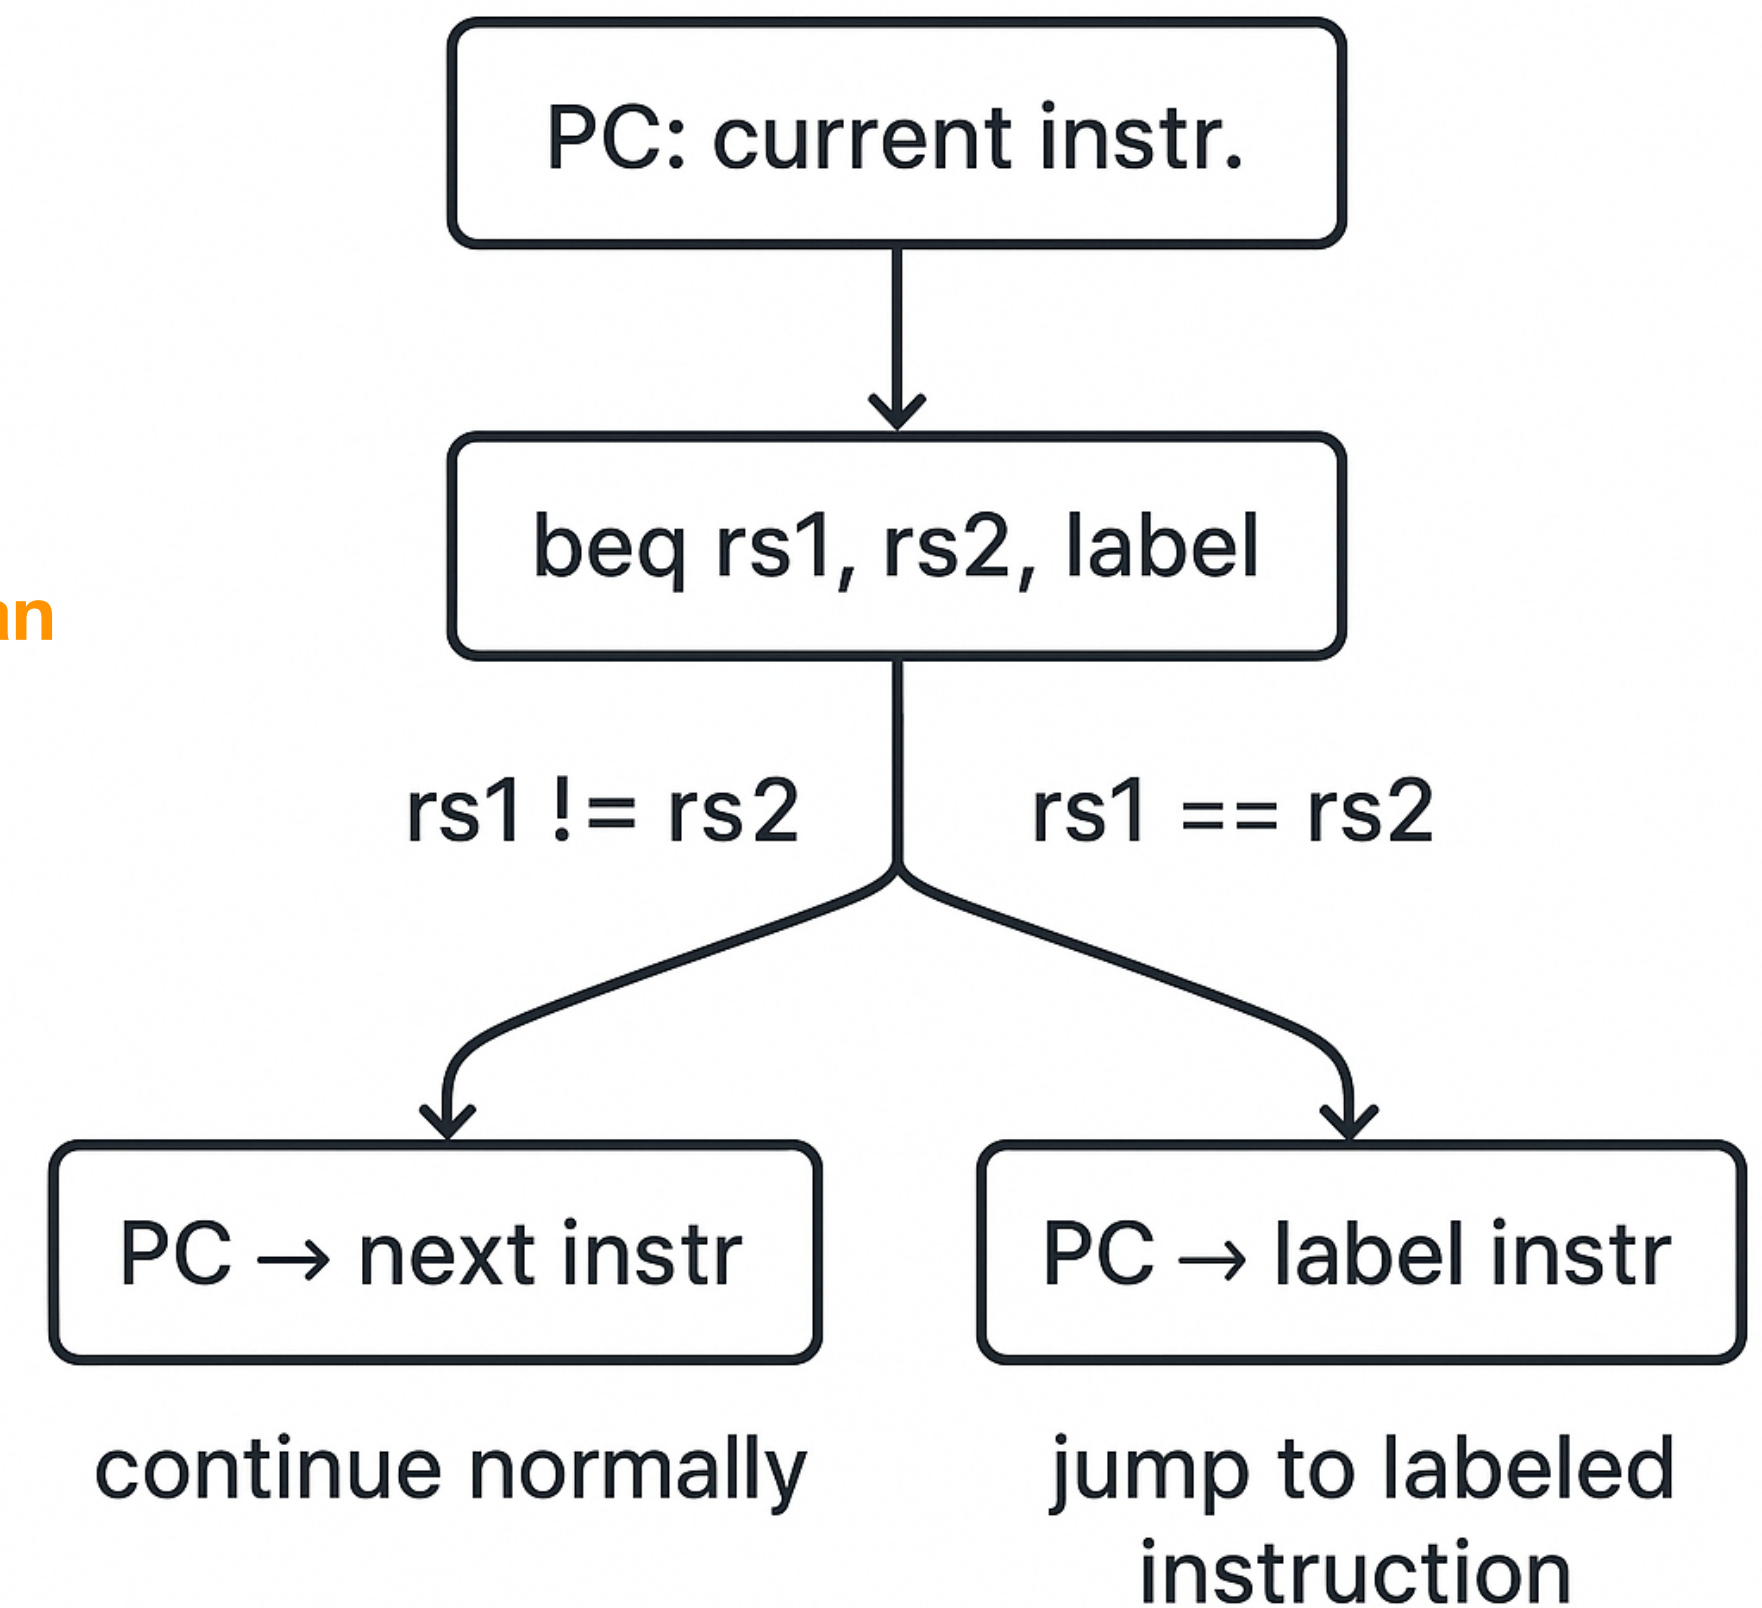 PC: current instr.
beq rs1, rs2, label
an
rs1 != rs2
rs1 == rs2
PC → next instr
PC → label instr
continue normally
jump to labeled
instruction